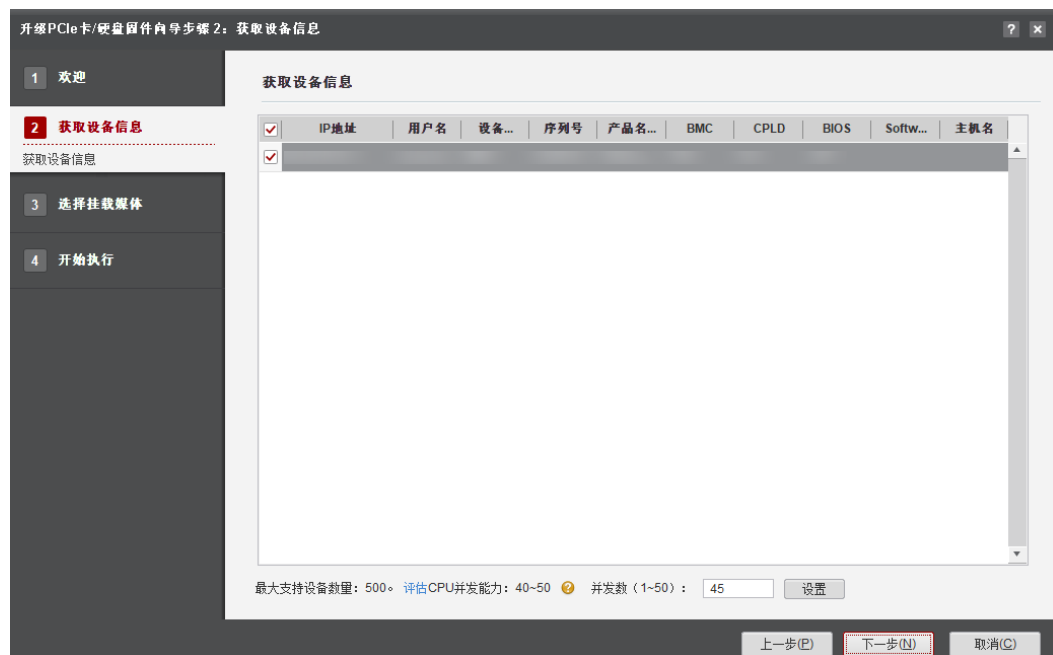 升级PCIe卡/硬盘固件向导步骤 2：获取设备信息
? ×
1 欢迎
2 获取设备信息
获取设备信息
3 选择挂载媒体
4 开始执行
获取设备信息
IP地址 用户名 设备... 序列号 产品名... BMC CPLD BIOS Softw... 主机名
最大支持设备数量：500。 评估CPU并发能力：40~50 ? 并发数（1~50）： 45 设置
上一步(P) 下一步(N) 取消(C)